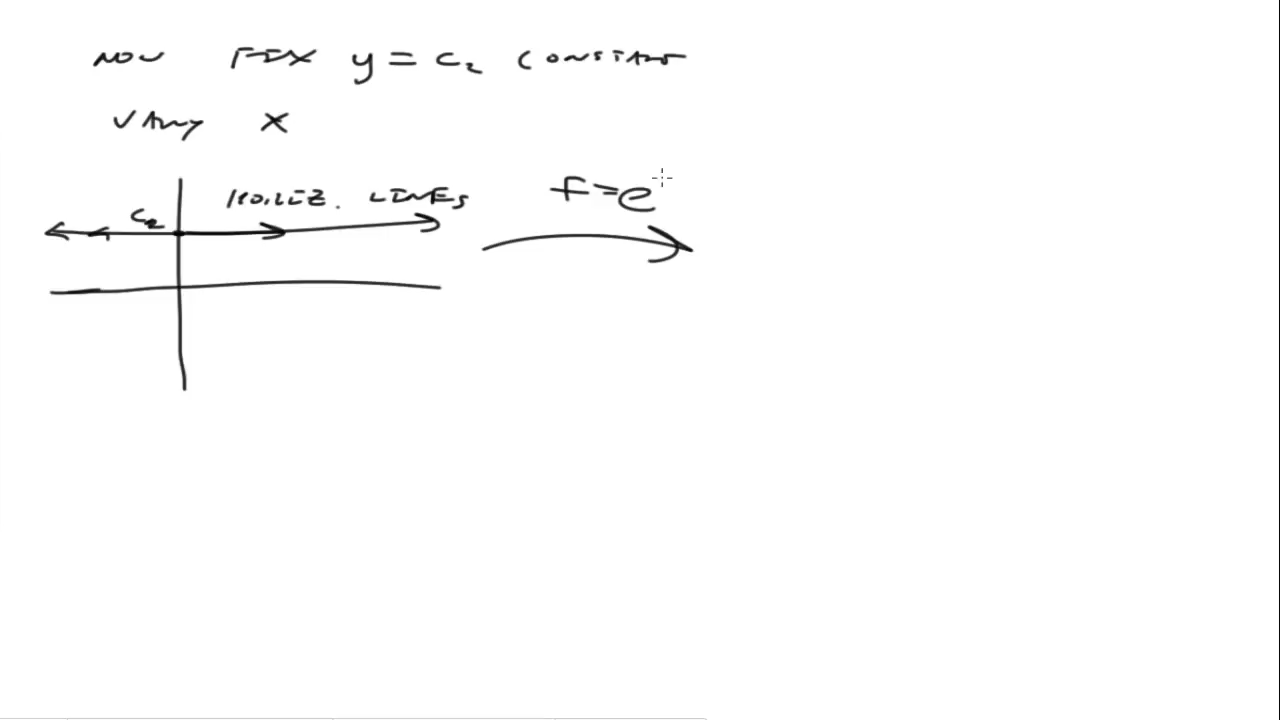 NOW FIX y = c₂ CONSTANT
VARY X
HORIZ. LINES
c₂
f=e